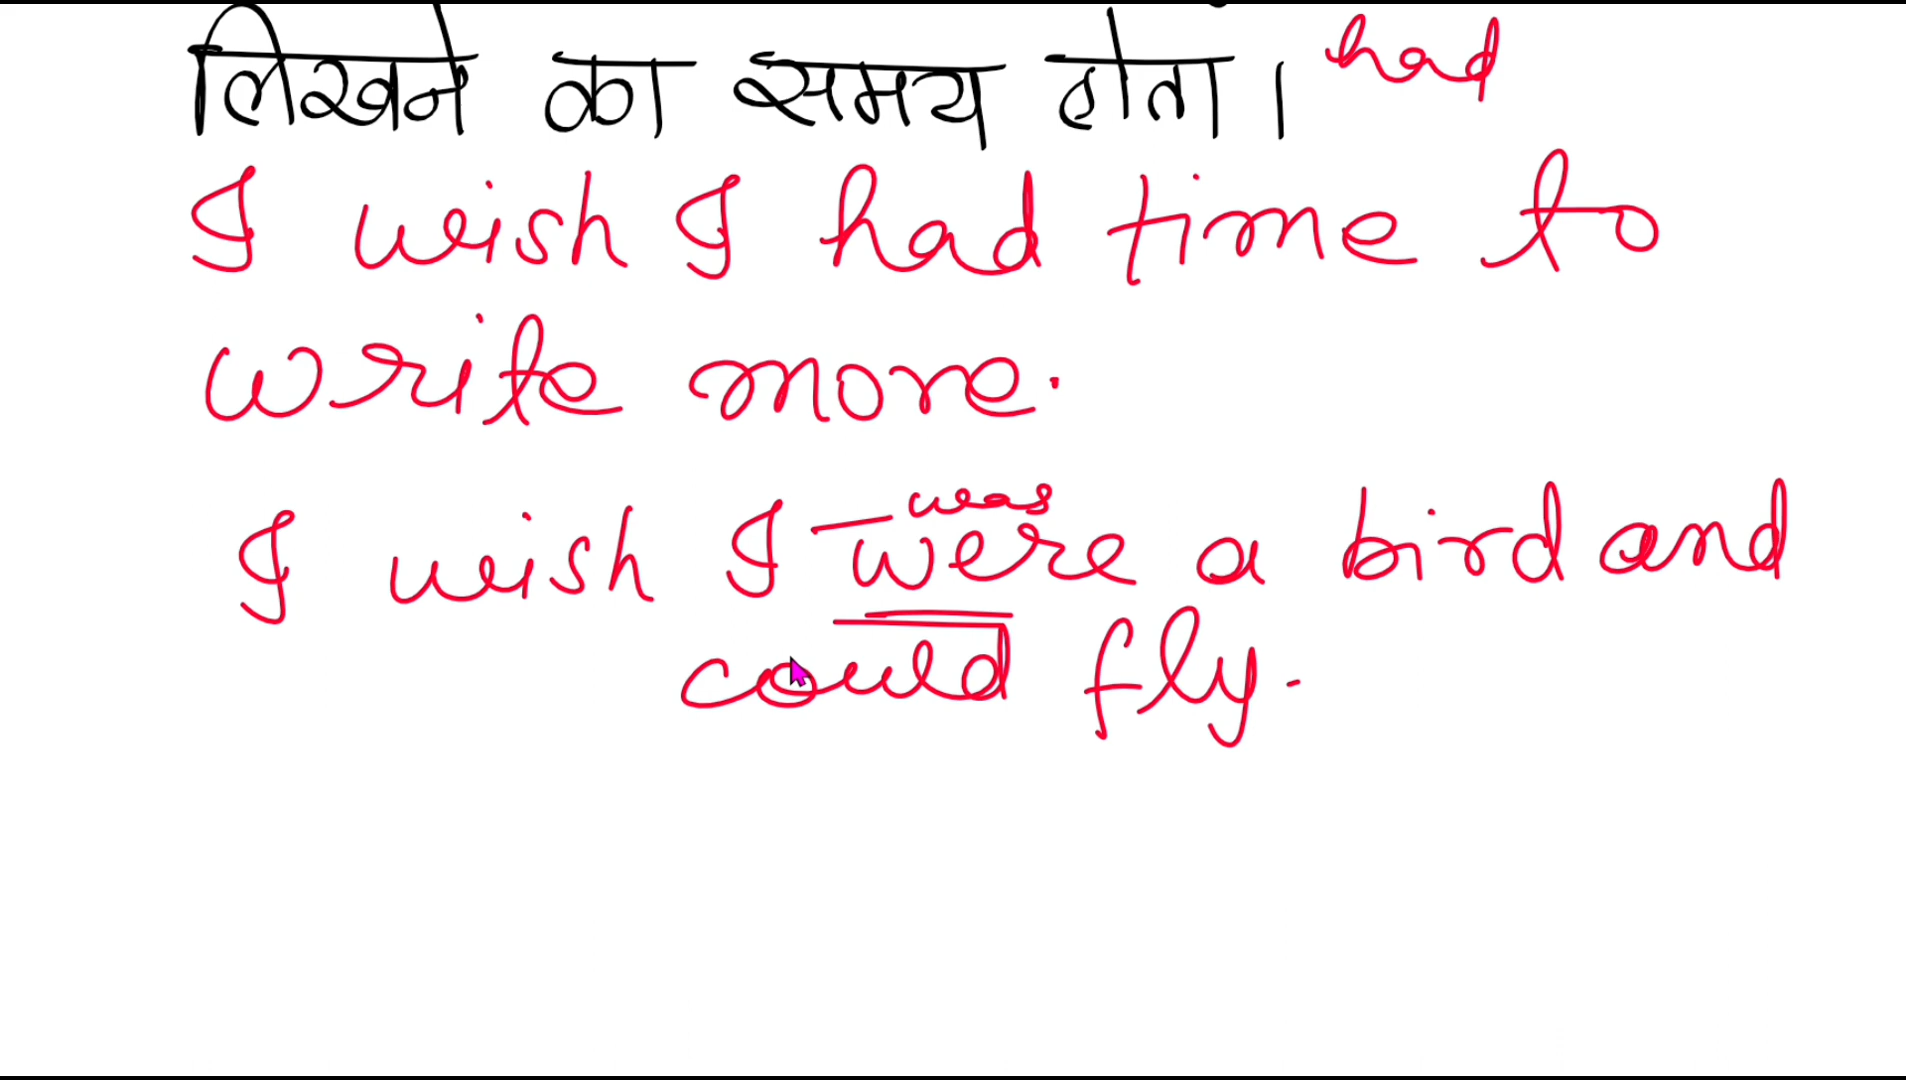 लिखने का समय होता। had
I wish I had time to
write more.
was
I wish I were a bird and
could fly.